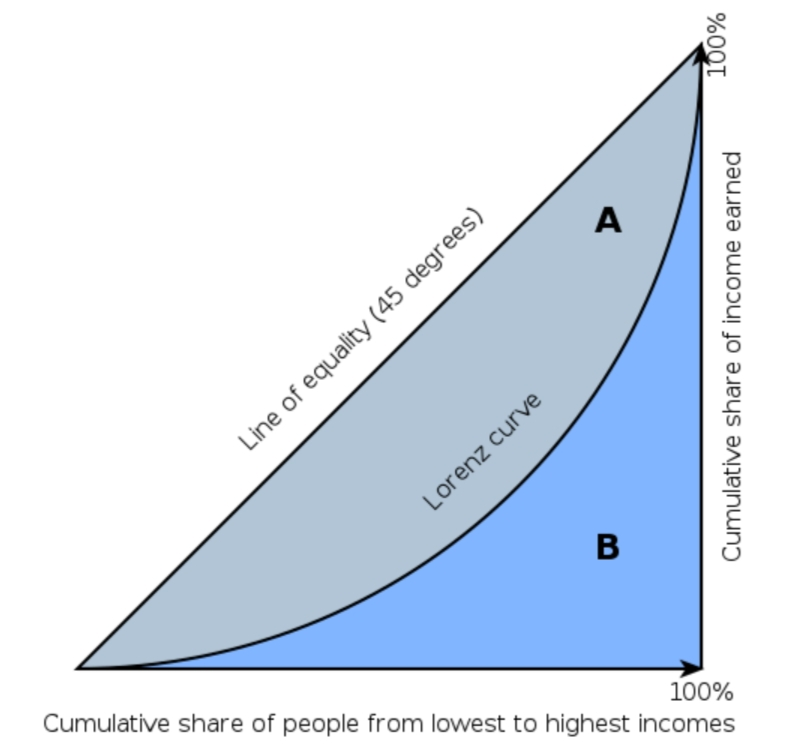 100%
Cumulative share of income earned
A
Line of equality (45 degrees)
Lorenz curve
B
100%
Cumulative share of people from lowest to highest incomes